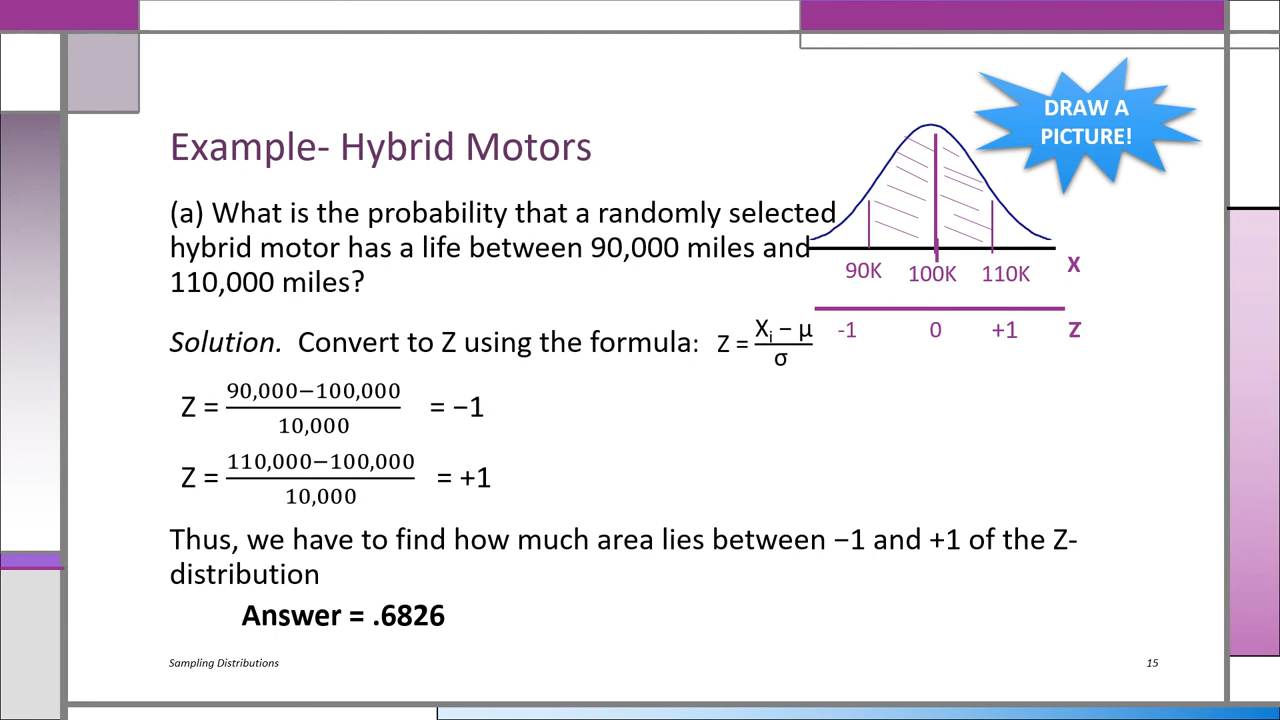 DRAW A
PICTURE!
Example- Hybrid Motors
(a) What is the probability that a randomly selected
hybrid motor has a life between 90,000 miles and
110,000 miles?
90K 100K 110K X
-1 0 +1 Z
Solution. Convert to Z using the formula: Z = (Xᵢ − μ)/σ
Z = (90,000−100,000)/10,000 = −1
Z = (110,000−100,000)/10,000 = +1
Thus, we have to find how much area lies between −1 and +1 of the Z-
distribution
Answer = .6826
Sampling Distributions 15